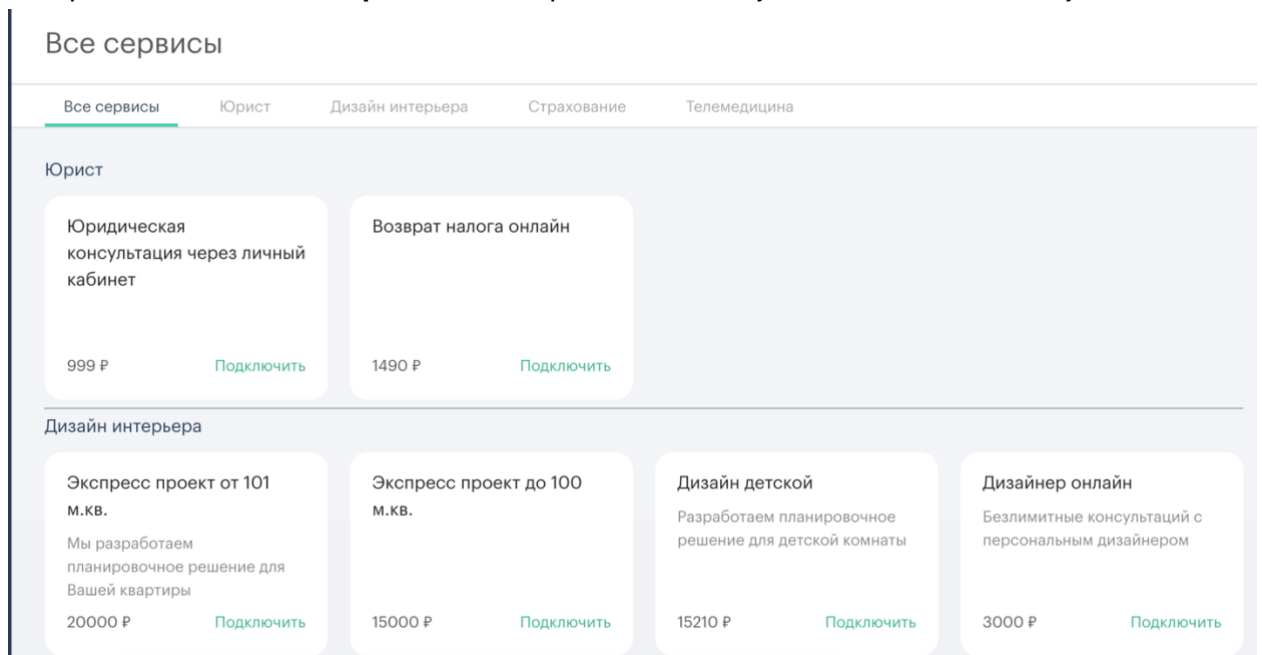 Все сервисы
Все сервисы Юрист Дизайн интерьера Страхование Телемедицина
Юрист
Юридическая
консультация через личный
кабинет
999 ₽ Подключить
Возврат налога онлайн
1490 ₽ Подключить
Дизайн интерьера
Экспресс проект от 101
м.кв.
Мы разработаем
планировочное решение для
Вашей квартиры
20000 ₽ Подключить
Экспресс проект до 100
м.кв.
15000 ₽ Подключить
Дизайн детской
Разработаем планировочное
решение для детской комнаты
15210 ₽ Подключить
Дизайнер онлайн
Безлимитные консультаций с
персональным дизайнером
3000 ₽ Подключить